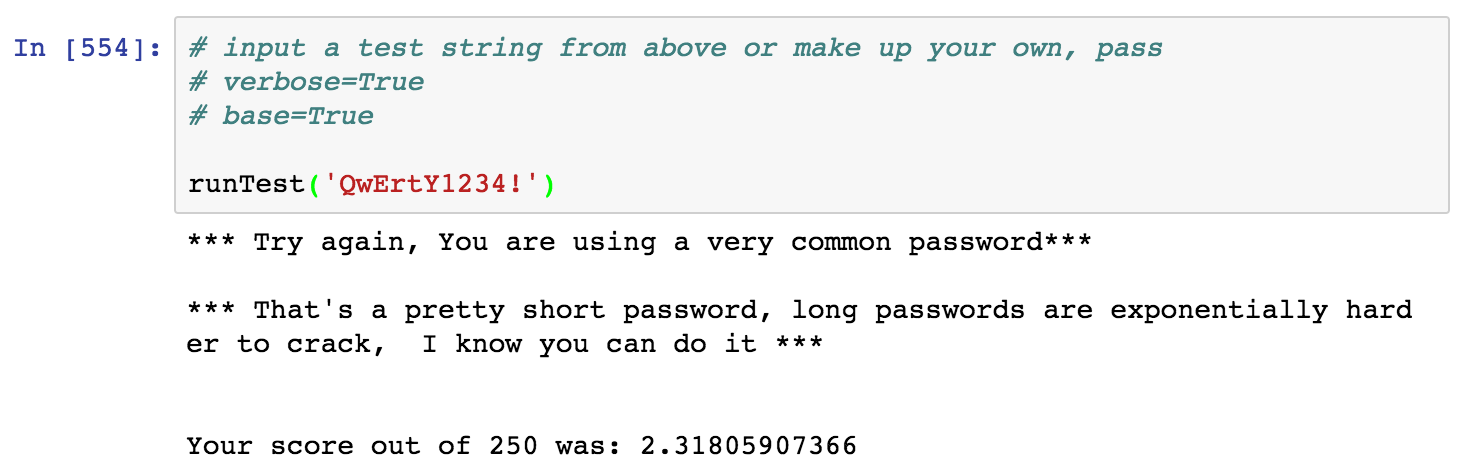 In [554]: # input a test string from above or make up your own, pass
# verbose=True
# base=True
runTest('QwErtY1234!')
*** Try again, You are using a very common password***
*** That's a pretty short password, long passwords are exponentially hard
er to crack,  I know you can do it ***
Your score out of 250 was: 2.31805907366